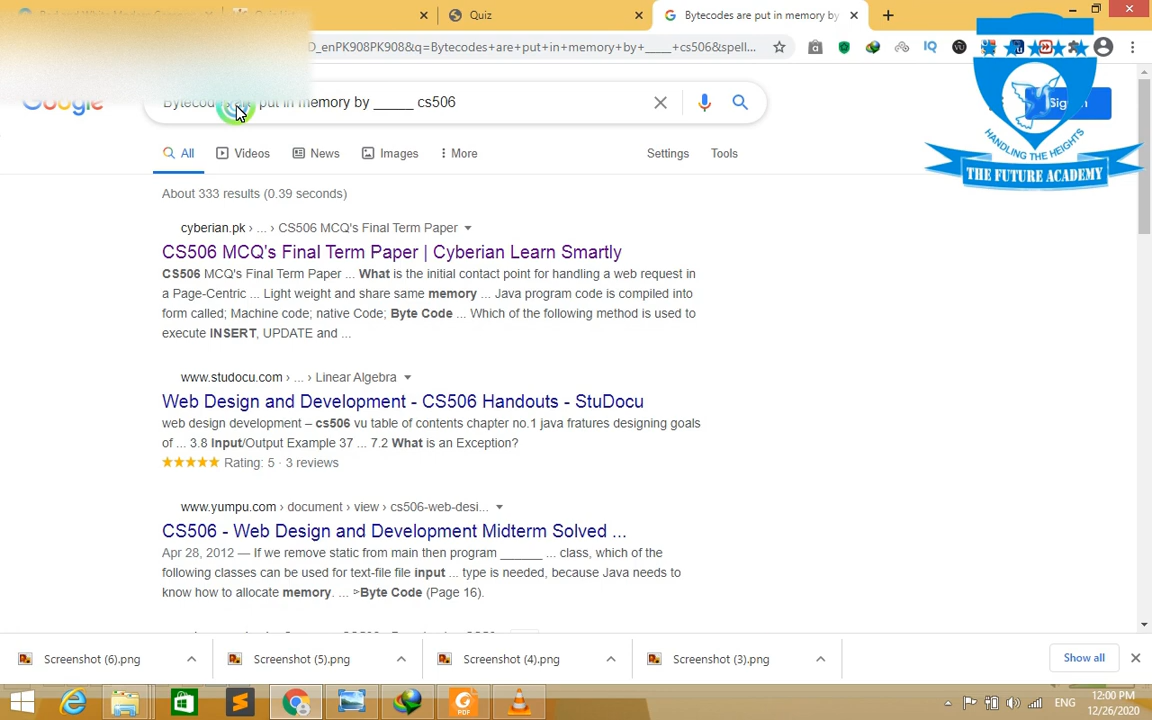 Quiz
Bytecodes are put in memory by
D_enPK908PK908&q=Bytecodes+are+put+in+memory+by+____+cs506&spell...
IQ
Google
Bytecodes are put in memory by _____ cs506
Sign in
HANDLING THE HEIGHTS
THE FUTURE ACADEMY
All
Videos
News
Images
More
Settings
Tools
About 333 results (0.39 seconds)
cyberian.pk › ... › CS506 MCQ's Final Term Paper
CS506 MCQ's Final Term Paper | Cyberian Learn Smartly
CS506 MCQ's Final Term Paper ... What is the initial contact point for handling a web request in
a Page-Centric ... Light weight and share same memory ... Java program code is compiled into
form called; Machine code; native Code; Byte Code ... Which of the following method is used to
execute INSERT, UPDATE and ...
www.studocu.com › ... › Linear Algebra
Web Design and Development - CS506 Handouts - StuDocu
web design development – cs506 vu table of contents chapter no.1 java fratures designing goals
of ... 3.8 Input/Output Example 37 ... 7.2 What is an Exception?
Rating: 5 · 3 reviews
www.yumpu.com › document › view › cs506-web-desi...
CS506 - Web Design and Development Midterm Solved ...
Apr 28, 2012 — If we remove static from main then program ______ ... class, which of the
following classes can be used for text-file file input ... type is needed, because Java needs to
know how to allocate memory. ... ➢Byte Code (Page 16).
Screenshot (6).png
Screenshot (5).png
Screenshot (4).png
Screenshot (3).png
Show all
PDF
ENG
12:00 PM
12/26/2020